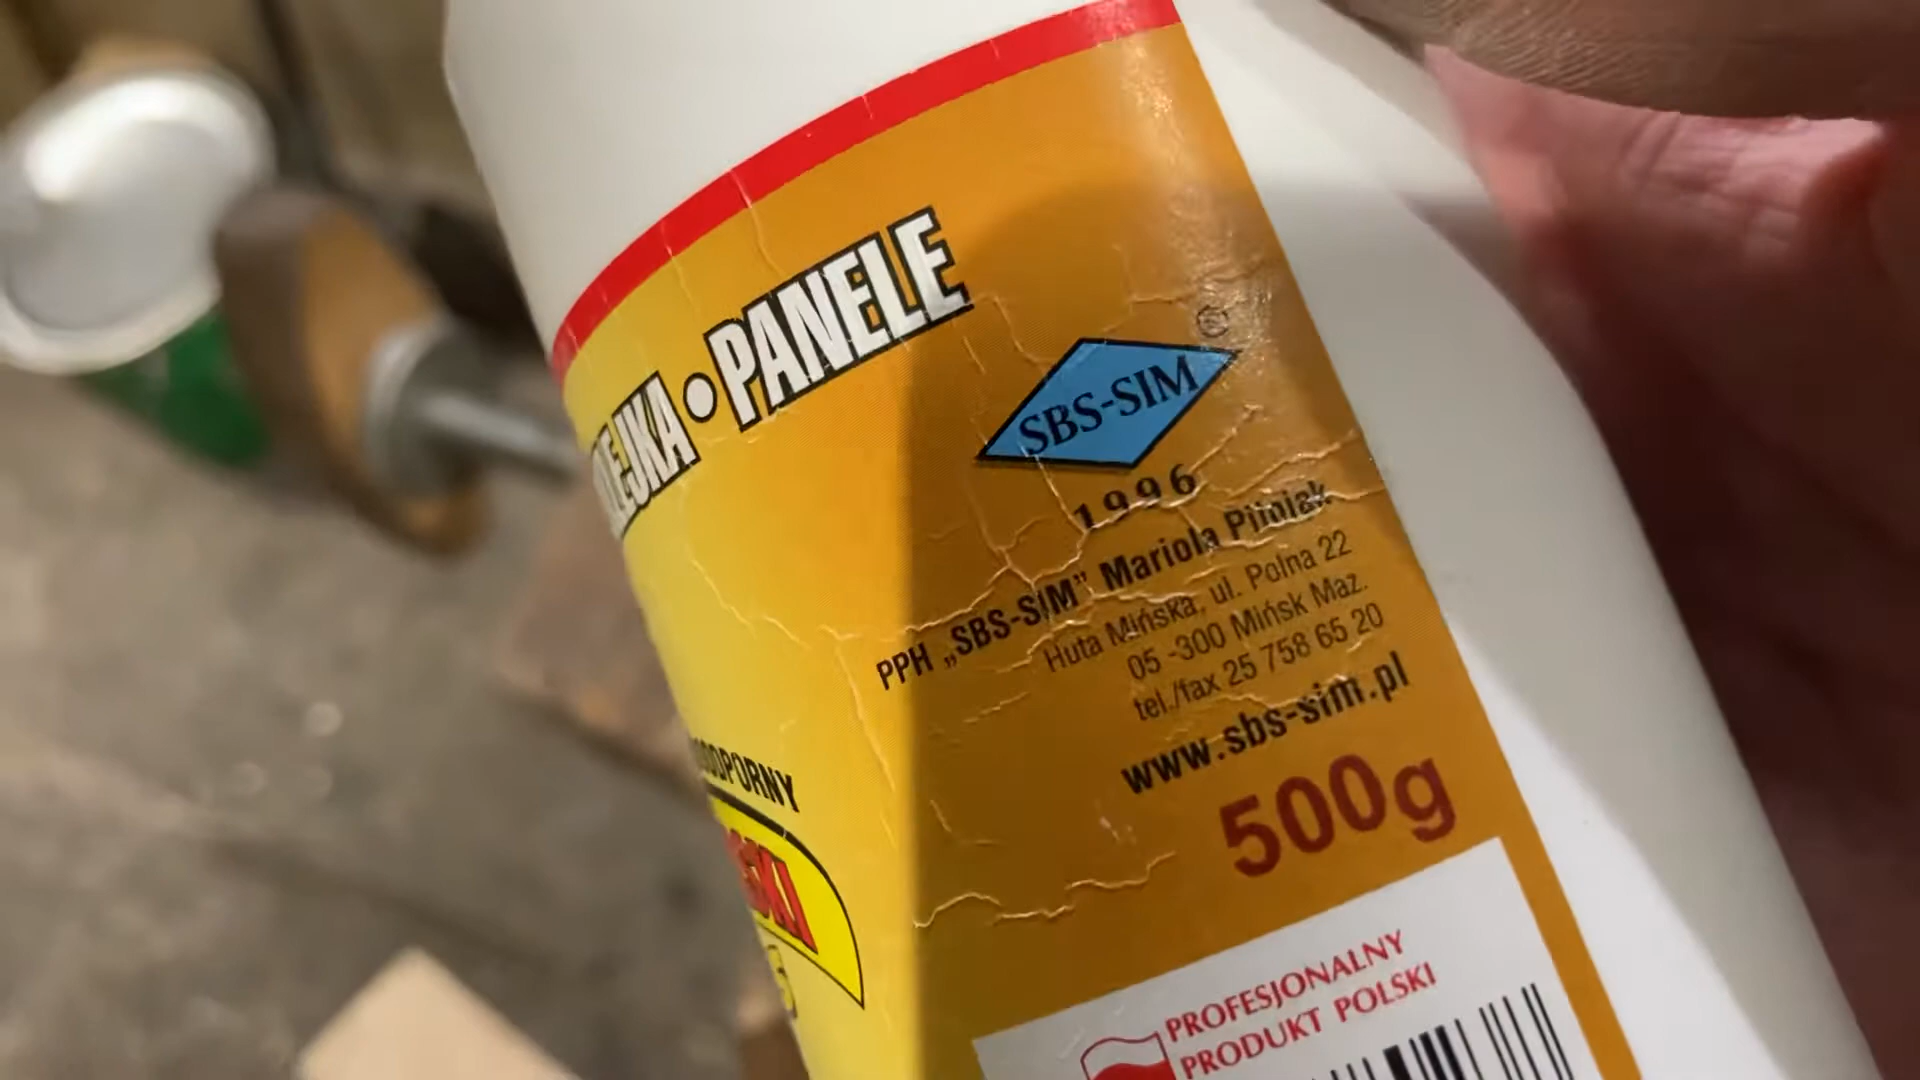 PANELE
©
SBS-SIM
1996
PPH „SBS-SIM” Mariola
Huta Mińska, ul. Polna 22
05 -300 Mińsk Maz.
tel./fax 25 758 65 20
www.sbs-sim.pl
500g
PROFESJONALNY
PRODUKT POLSKI